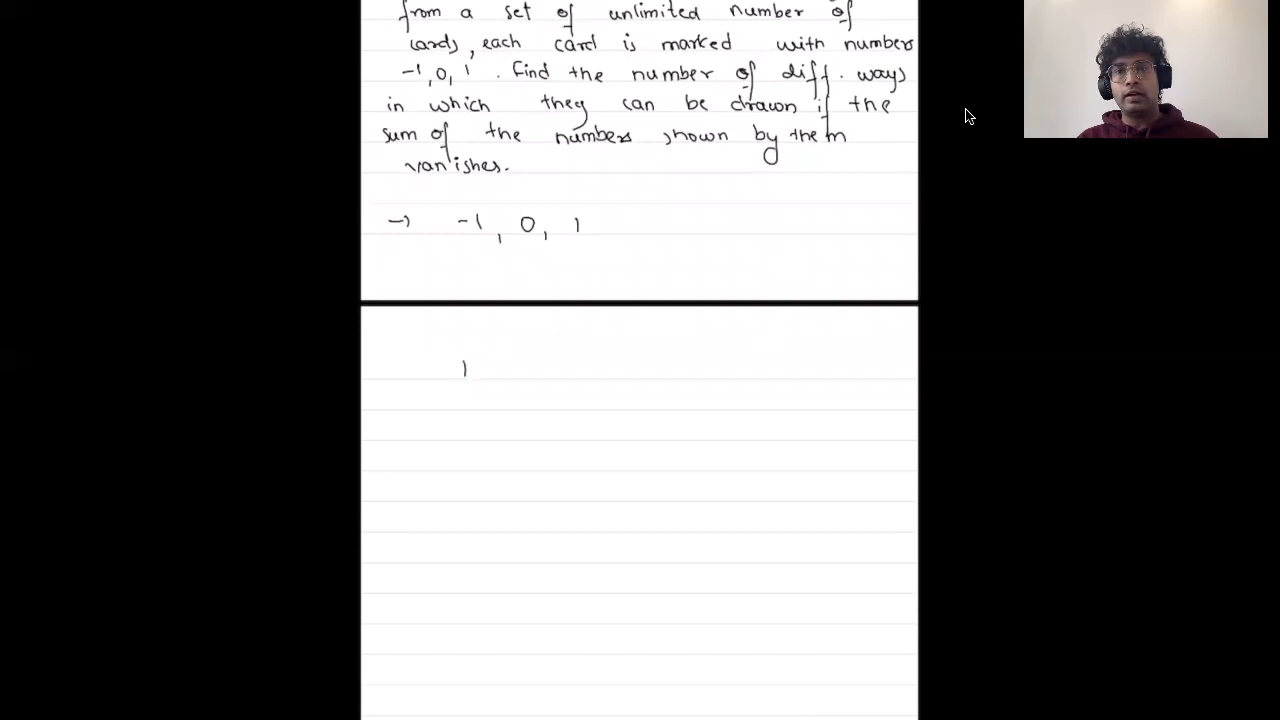 from a set of unlimited number of
cards, each card is marked with numbers
-1, 0, 1 . Find the number of diff. ways
in which they can be drawn if the
sum of the numbers shown by them
vanishes.
→ -1, 0, 1
1